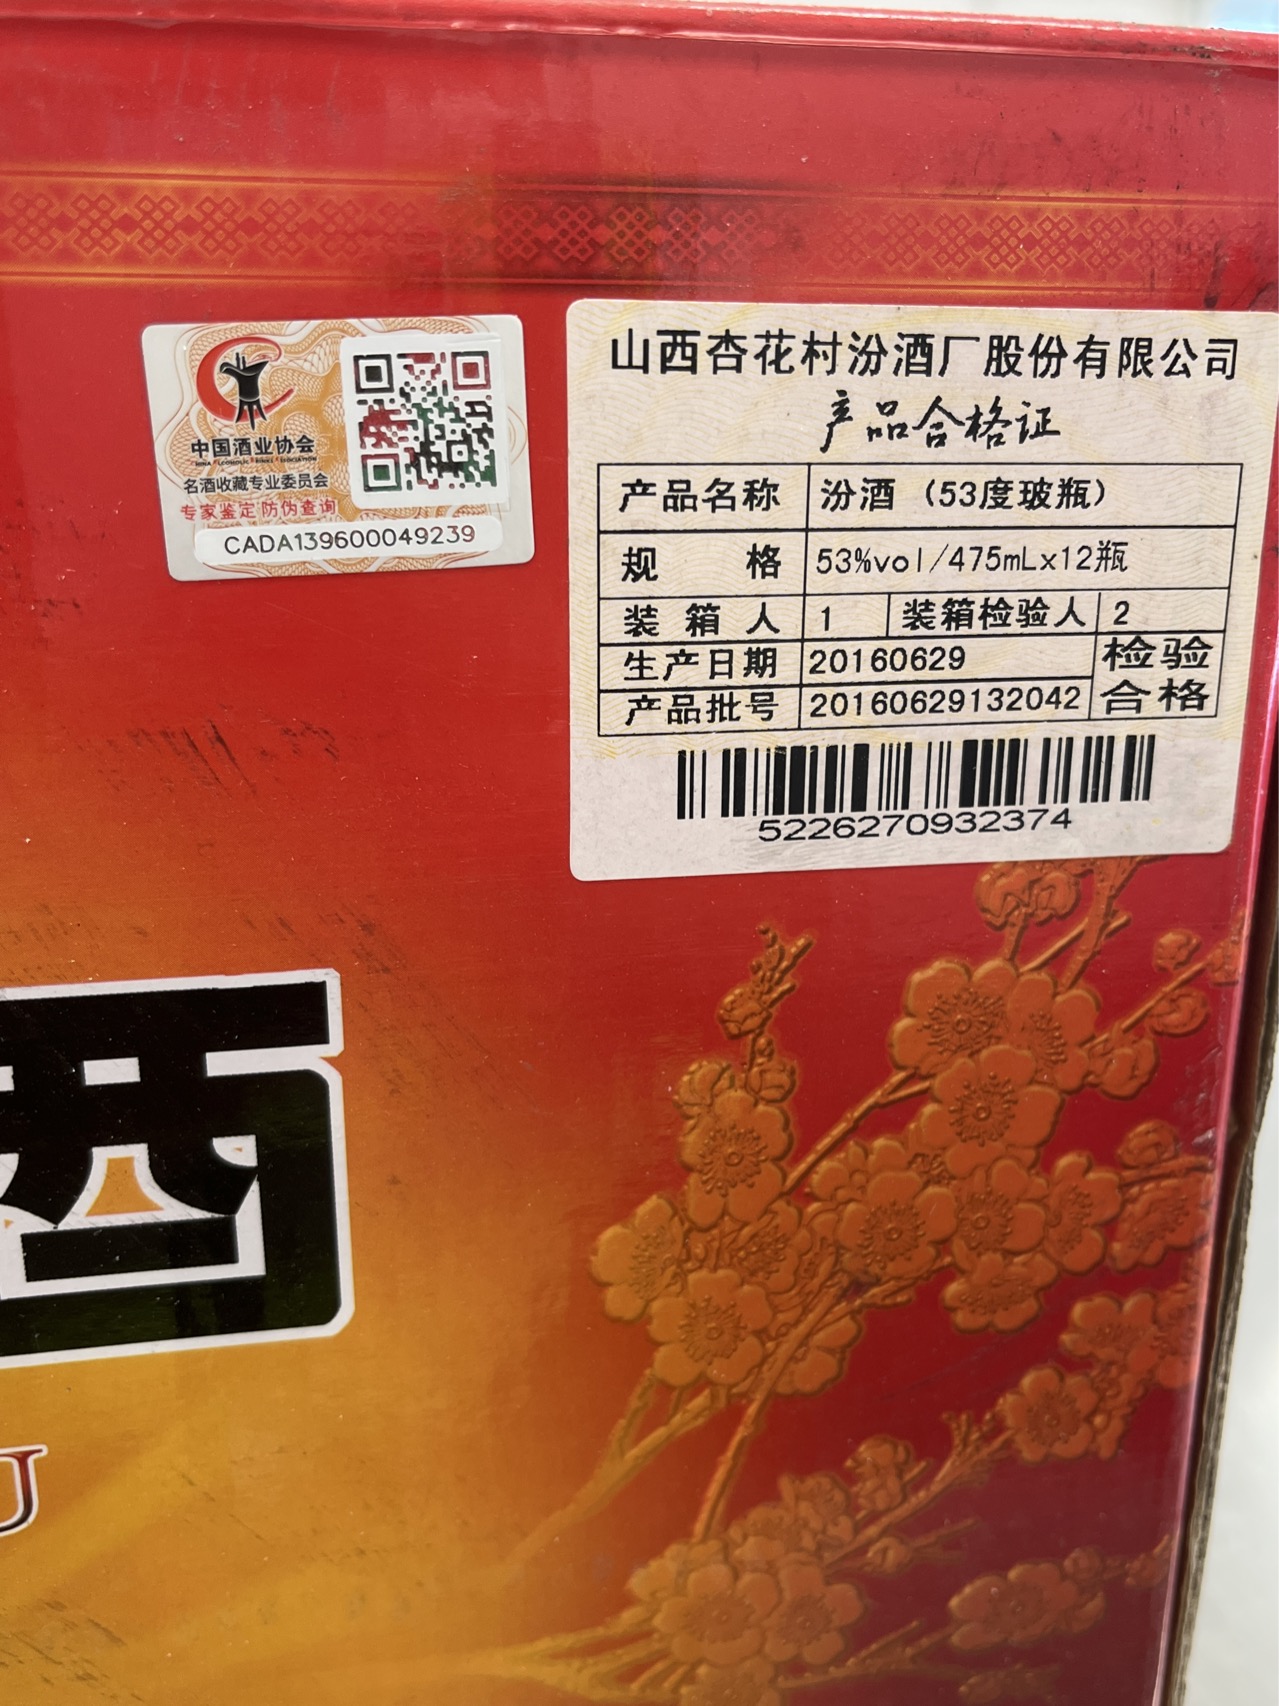 中国酒业协会
名酒收藏专业委员会
专家鉴定 防伪查询
CADA139600049239
山西杏花村汾酒厂股份有限公司
产品合格证
产品名称 汾酒（53度玻瓶）
规 格 53%vol/475mLx12瓶
装 箱 人 1 装箱检验人 2
生产日期 20160629 检验
产品批号 20160629132042 合格
5226270932374
酒
U